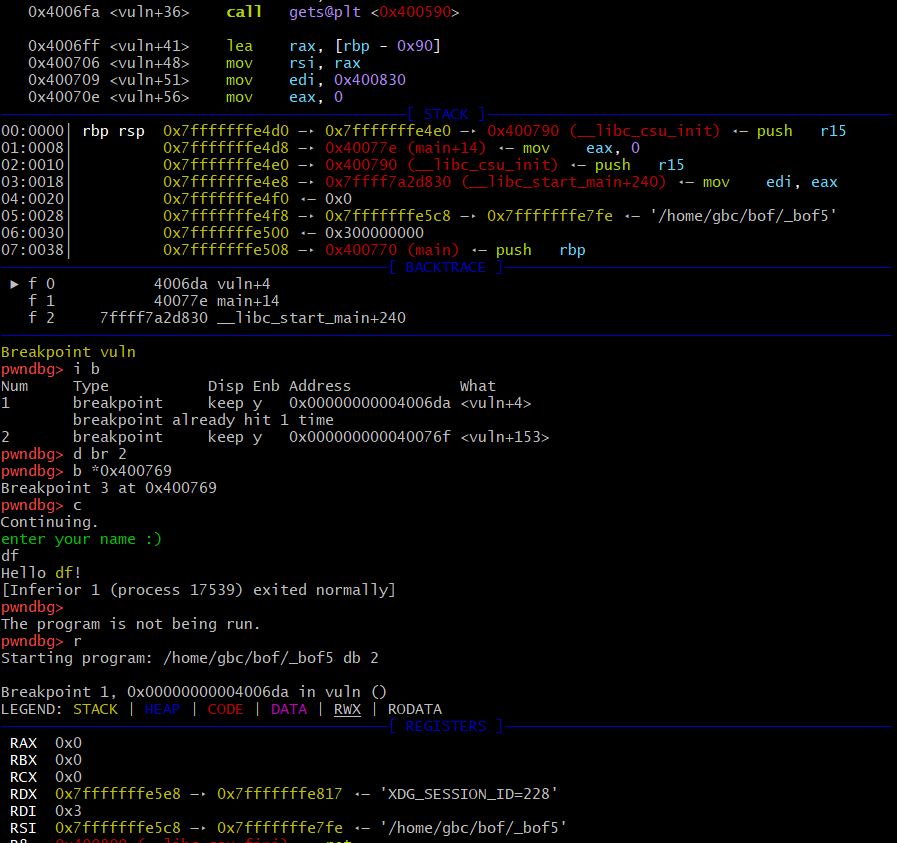 0x4006fa <vuln+36> call gets@plt <0x400590>
0x4006ff <vuln+41> lea rax, [rbp - 0x90]
0x400706 <vuln+48> mov rsi, rax
0x400709 <vuln+51> mov edi, 0x400830
0x40070e <vuln+56> mov eax, 0
[ STACK ]
00:0000│ rbp rsp 0x7fffffffe4d0 —▸ 0x7fffffffe4e0 —▸ 0x400790 (__libc_csu_init) ◂— push r15
01:0008│ 0x7fffffffe4d8 —▸ 0x40077e (main+14) ◂— mov eax, 0
02:0010│ 0x7fffffffe4e0 —▸ 0x400790 (__libc_csu_init) ◂— push r15
03:0018│ 0x7fffffffe4e8 —▸ 0x7ffff7a2d830 (__libc_start_main+240) ◂— mov edi, eax
04:0020│ 0x7fffffffe4f0 ◂— 0x0
05:0028│ 0x7fffffffe4f8 —▸ 0x7fffffffe5c8 —▸ 0x7fffffffe7fe ◂— '/home/gbc/bof/_bof5'
06:0030│ 0x7fffffffe500 ◂— 0x300000000
07:0038│ 0x7fffffffe508 —▸ 0x400770 (main) ◂— push rbp
[ BACKTRACE ]
► f 0 4006da vuln+4
f 1 40077e main+14
f 2 7ffff7a2d830 __libc_start_main+240
Breakpoint vuln
pwndbg> i b
Num Type Disp Enb Address What
1 breakpoint keep y 0x00000000004006da <vuln+4>
breakpoint already hit 1 time
2 breakpoint keep y 0x000000000040076f <vuln+153>
pwndbg> d br 2
pwndbg> b *0x400769
Breakpoint 3 at 0x400769
pwndbg> c
Continuing.
enter your name :)
df
Hello df!
[Inferior 1 (process 17539) exited normally]
pwndbg>
The program is not being run.
pwndbg> r
Starting program: /home/gbc/bof/_bof5 db 2
Breakpoint 1, 0x00000000004006da in vuln ()
LEGEND: STACK | HEAP | CODE | DATA | RWX | RODATA
[ REGISTERS ]
RAX 0x0
RBX 0x0
RCX 0x0
RDX 0x7fffffffe5e8 —▸ 0x7fffffffe817 ◂— 'XDG_SESSION_ID=228'
RDI 0x3
RSI 0x7fffffffe5c8 —▸ 0x7fffffffe7fe ◂— '/home/gbc/bof/_bof5'